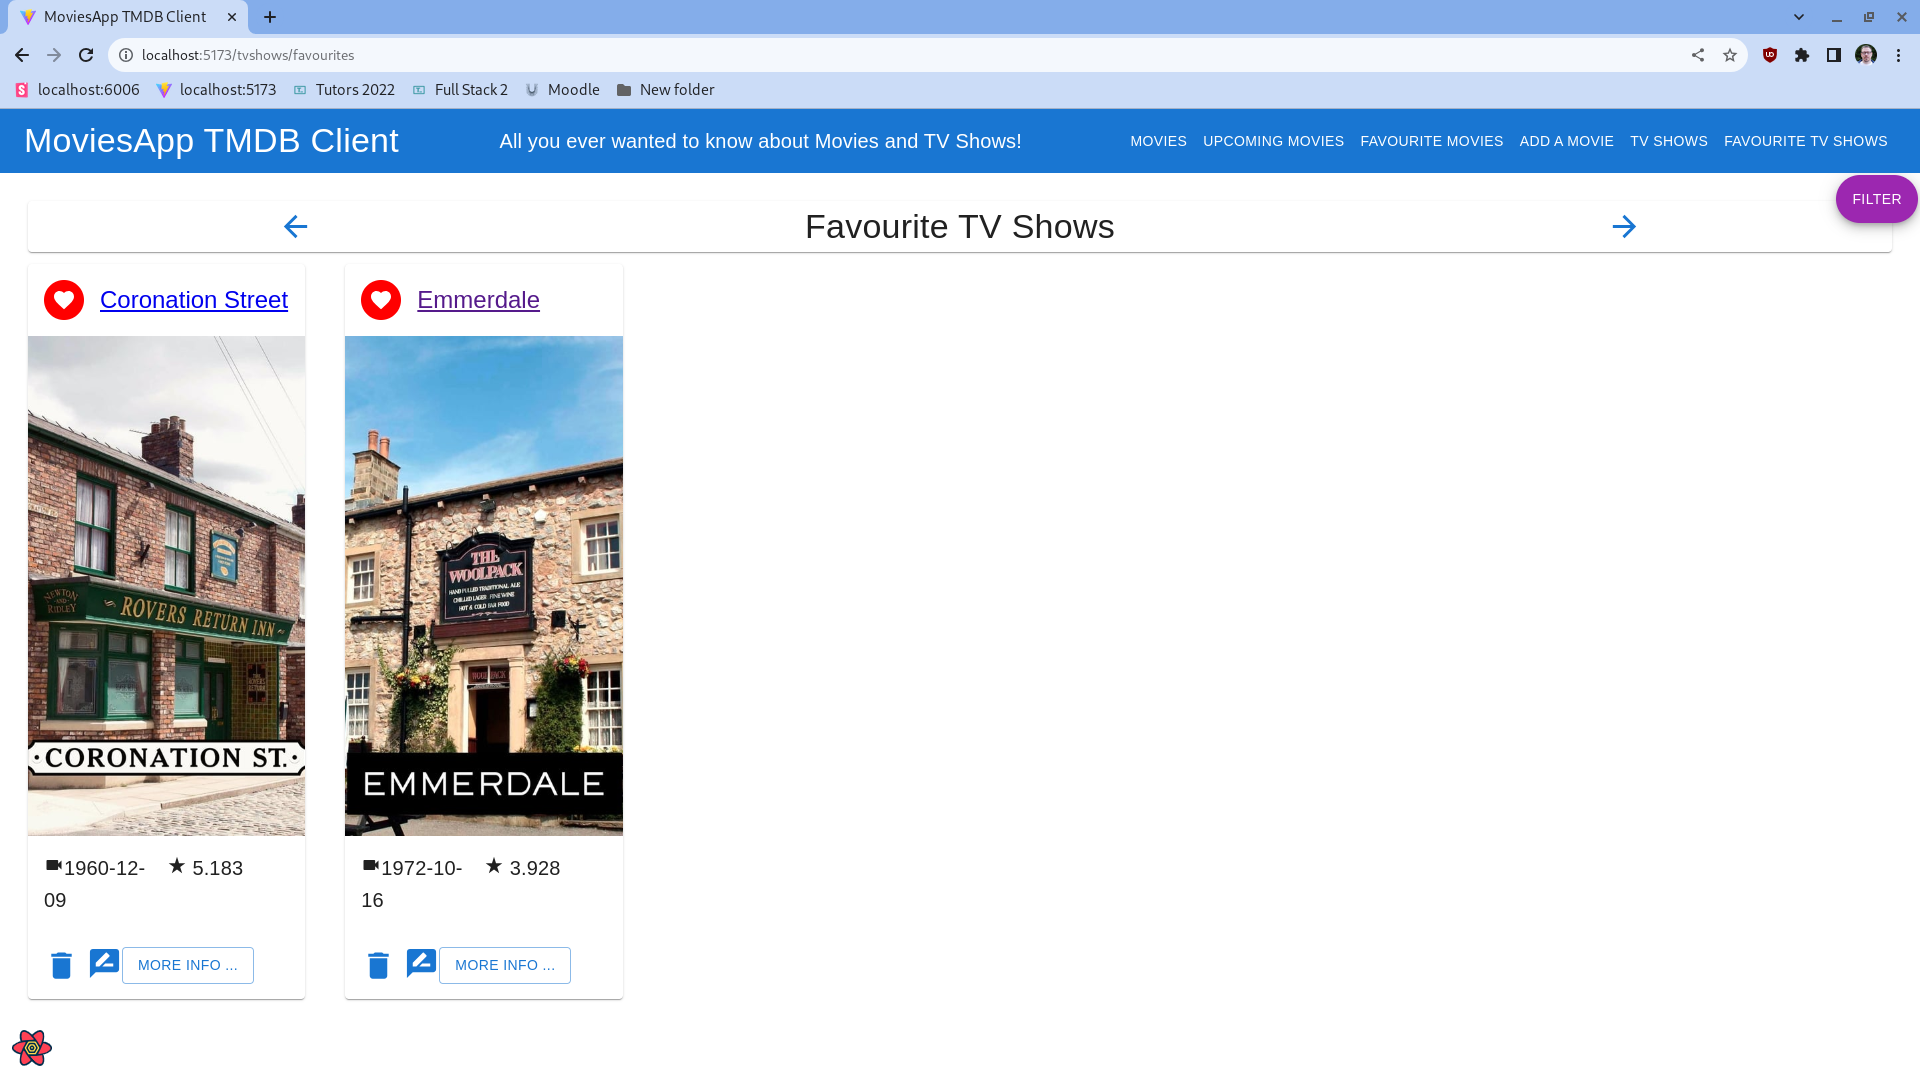 MoviesApp TMDB Client
localhost:5173/tvshows/favourites
localhost:6006 localhost:5173 Tutors 2022 Full Stack 2 Moodle New folder
MoviesApp TMDB Client
All you ever wanted to know about Movies and TV Shows!
MOVIES UPCOMING MOVIES FAVOURITE MOVIES ADD A MOVIE TV SHOWS FAVOURITE TV SHOWS
FILTER
Favourite TV Shows
Coronation Street
NEWTON
AND
RIDLEY
~ ROVERS RETURN INN ~
·CORONATION ST.·
1960-12-
09
★ 5.183
MORE INFO ...
Emmerdale
THE
WOOLPACK
HAND PULLED TRADITIONAL ALE
CHILLED LAGER FINE WINE
HOT & COLD BAR FOOD
EMMERDALE
1972-10-
16
★ 3.928
MORE INFO ...